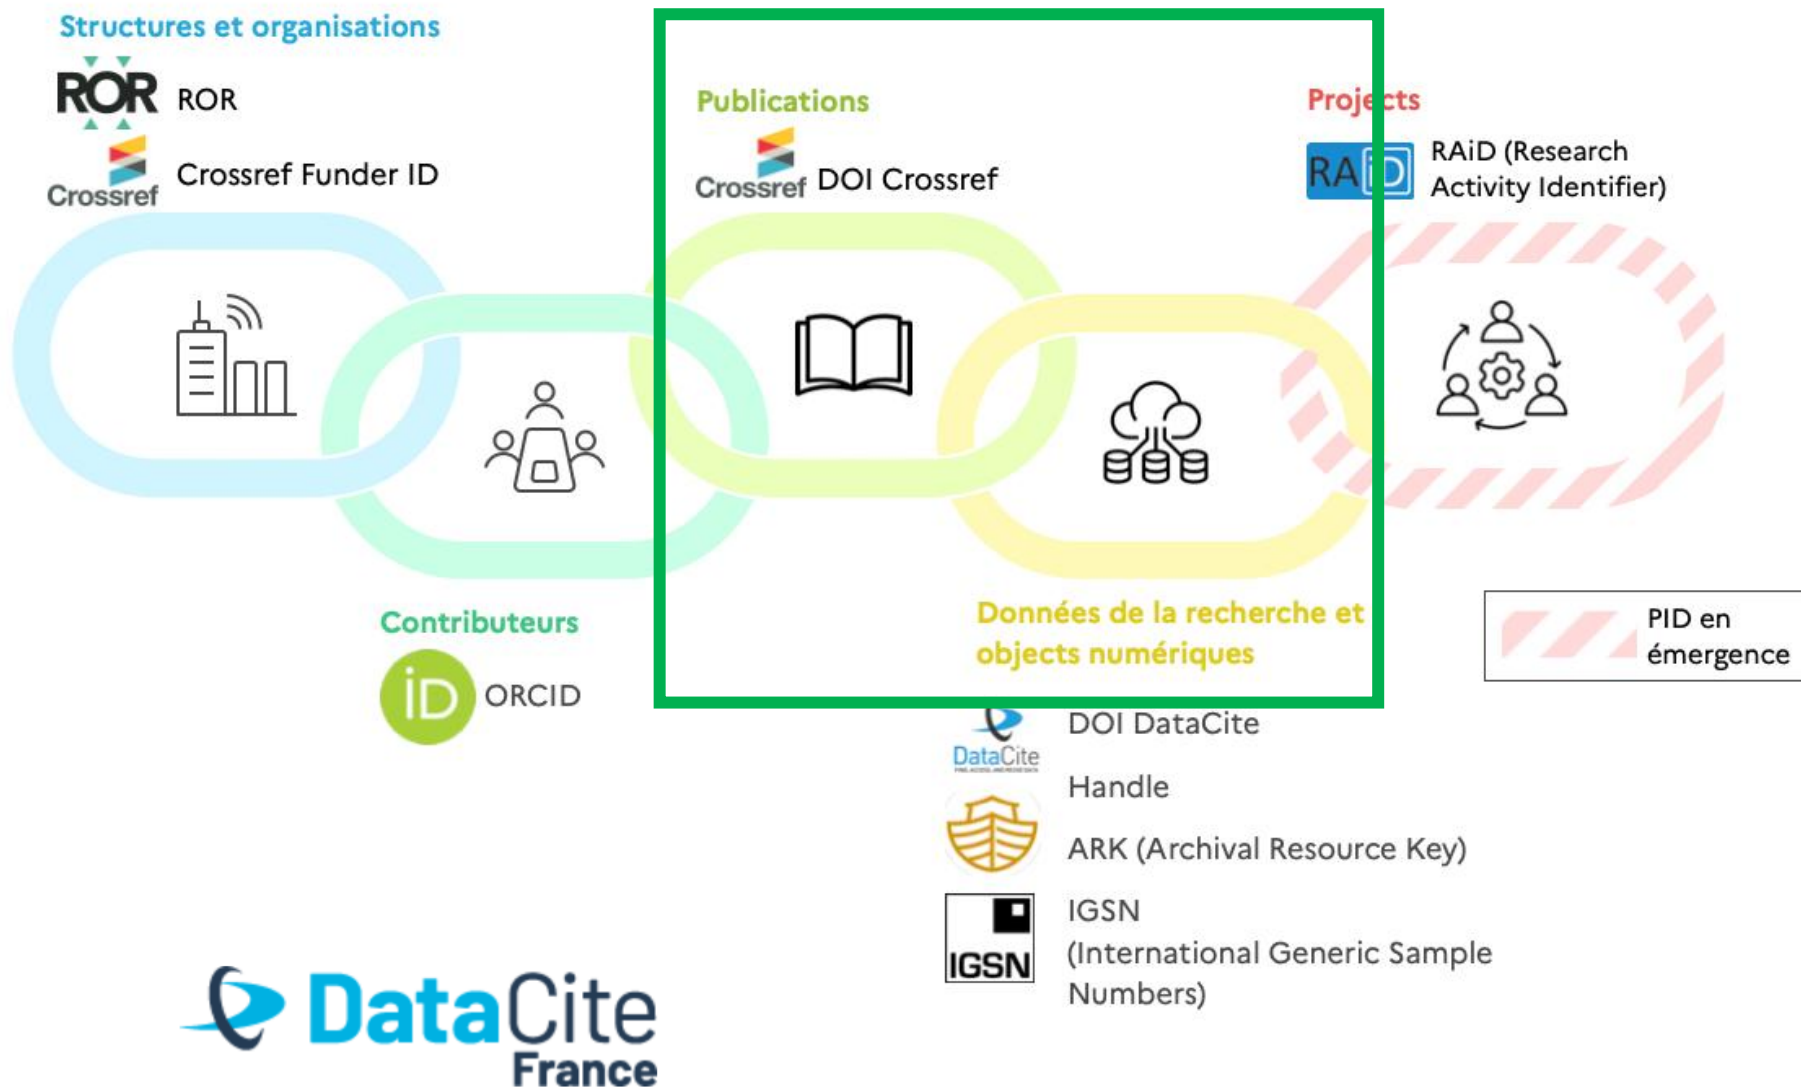 Structures et organisations
ROR ROR
Crossref Crossref Funder ID
Publications
Crossref DOI Crossref
Projects
RAiD RAiD (Research
Activity Identifier)
Contributeurs
iD ORCID
Données de la recherche et
objects numériques
PID en
émergence
DOI DataCite
DataCite
Handle
ARK (Archival Resource Key)
IGSN
IGSN
(International Generic Sample
Numbers)
DataCite
France